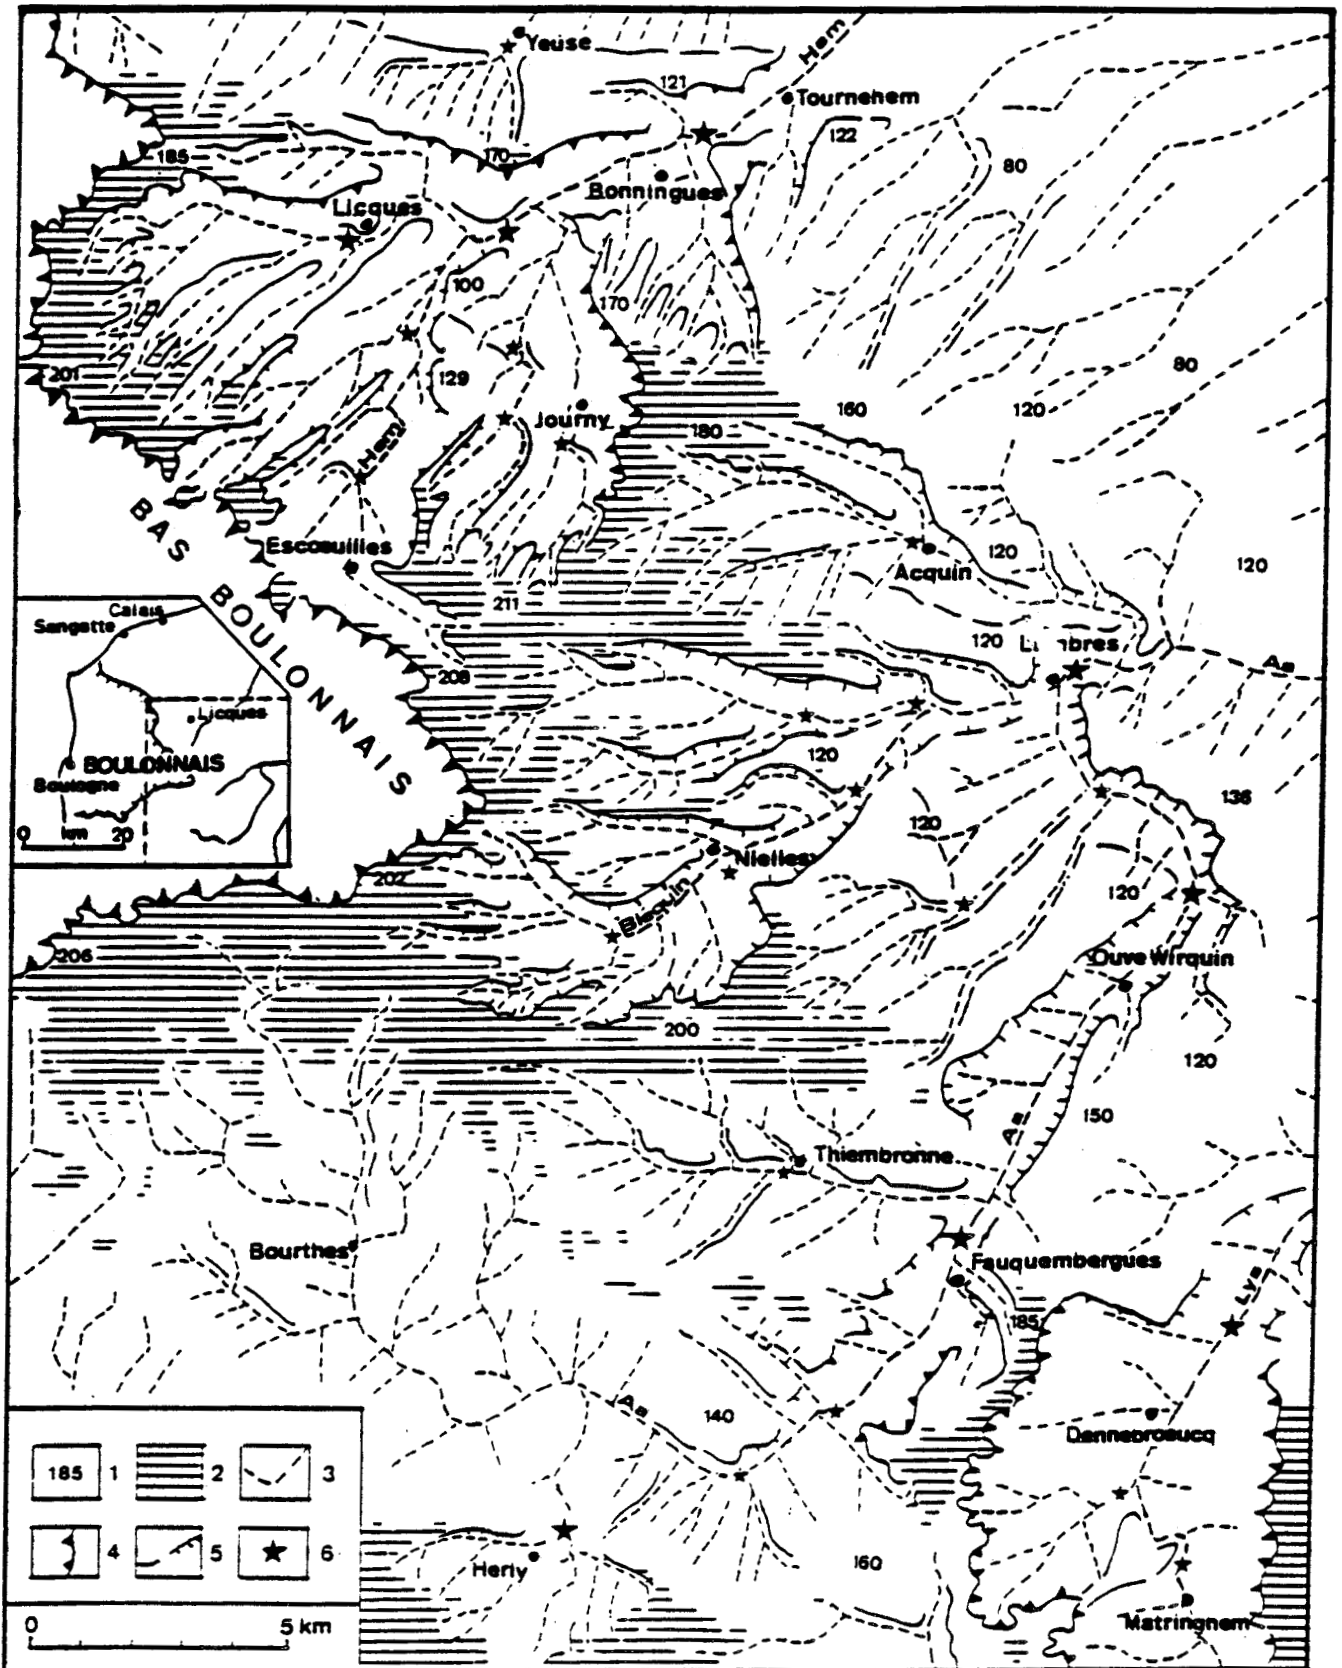 Yeuse
Hem
121
Tournehem
122
185
170
80
Bonningues
Licques
100
170
201
129
80
Journy
160
120
180
Hem
BAS BOULONNAIS
Escoeuilles
120
Acquin
120
211
120
Aa
208
Calais
Sangatte
Licques
BOULONNAIS
Boulogne
0 km 20
120
136
120
Nielles
202
Bléquin
120
206
Ouve Wirquin
200
120
150
Aa
Thiembronne
Bourthes
Fauquembergues
Lys
185
Aa
140
Dennebroeucq
185 1
2
3
4
5
6
Herly
160
Matringhem
0 5 km